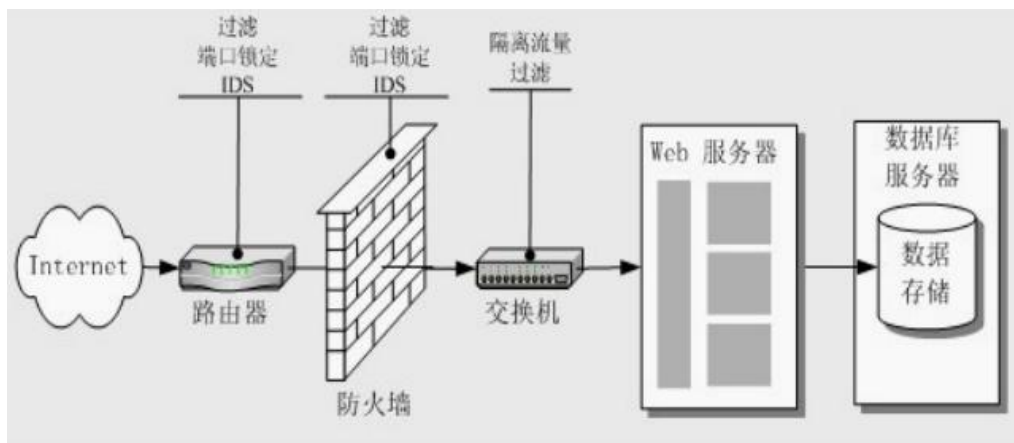 过滤
端口锁定
IDS
过滤
端口锁定
IDS
隔离流量
过滤
Internet
路由器
防火墙
交换机
Web 服务器
数据库
服务器
数据
存储